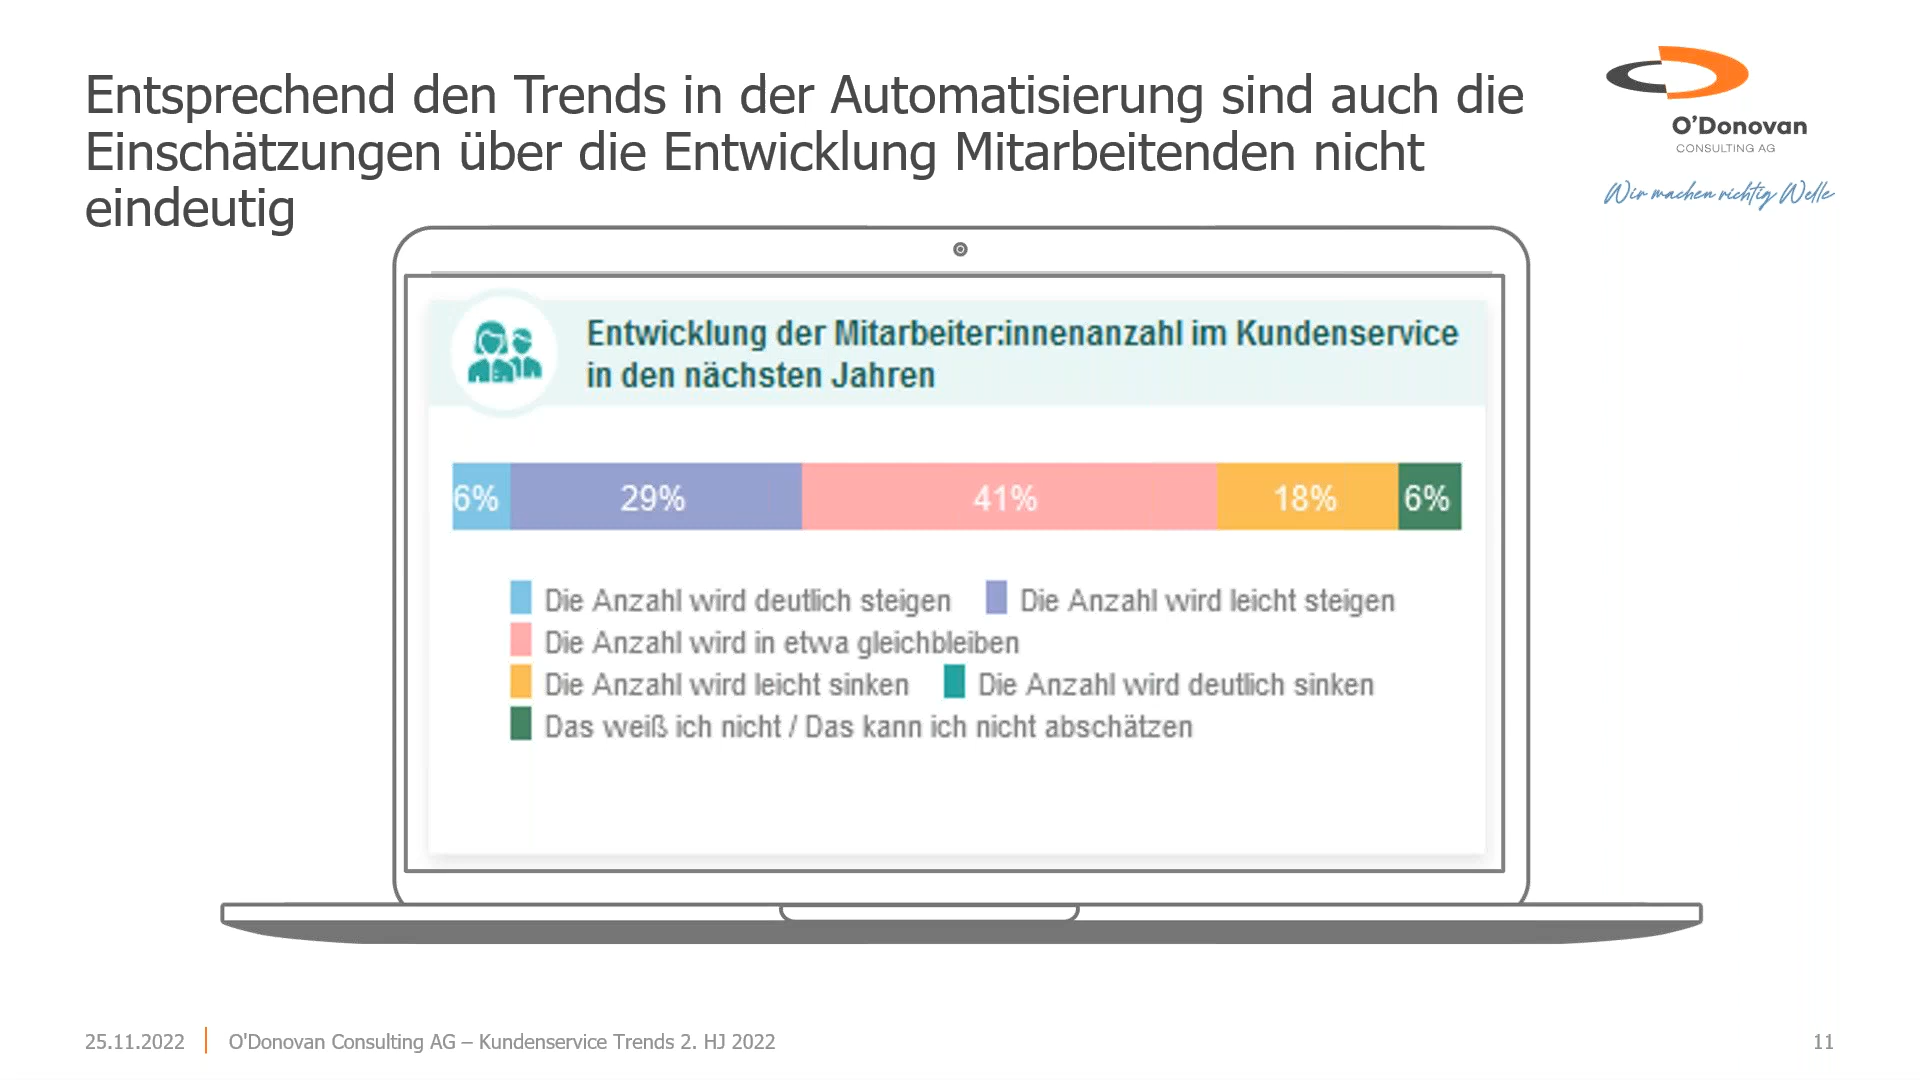 Entsprechend den Trends in der Automatisierung sind auch die
Einschätzungen über die Entwicklung Mitarbeitenden nicht
eindeutig
O'Donovan
CONSULTING AG
Wir machen richtig Welle
Entwicklung der Mitarbeiter:innenanzahl im Kundenservice
in den nächsten Jahren
6% 29% 41% 18% 6%
Die Anzahl wird deutlich steigen Die Anzahl wird leicht steigen
Die Anzahl wird in etwa gleichbleiben
Die Anzahl wird leicht sinken Die Anzahl wird deutlich sinken
Das weiß ich nicht / Das kann ich nicht abschätzen
25.11.2022 O'Donovan Consulting AG – Kundenservice Trends 2. HJ 2022 11